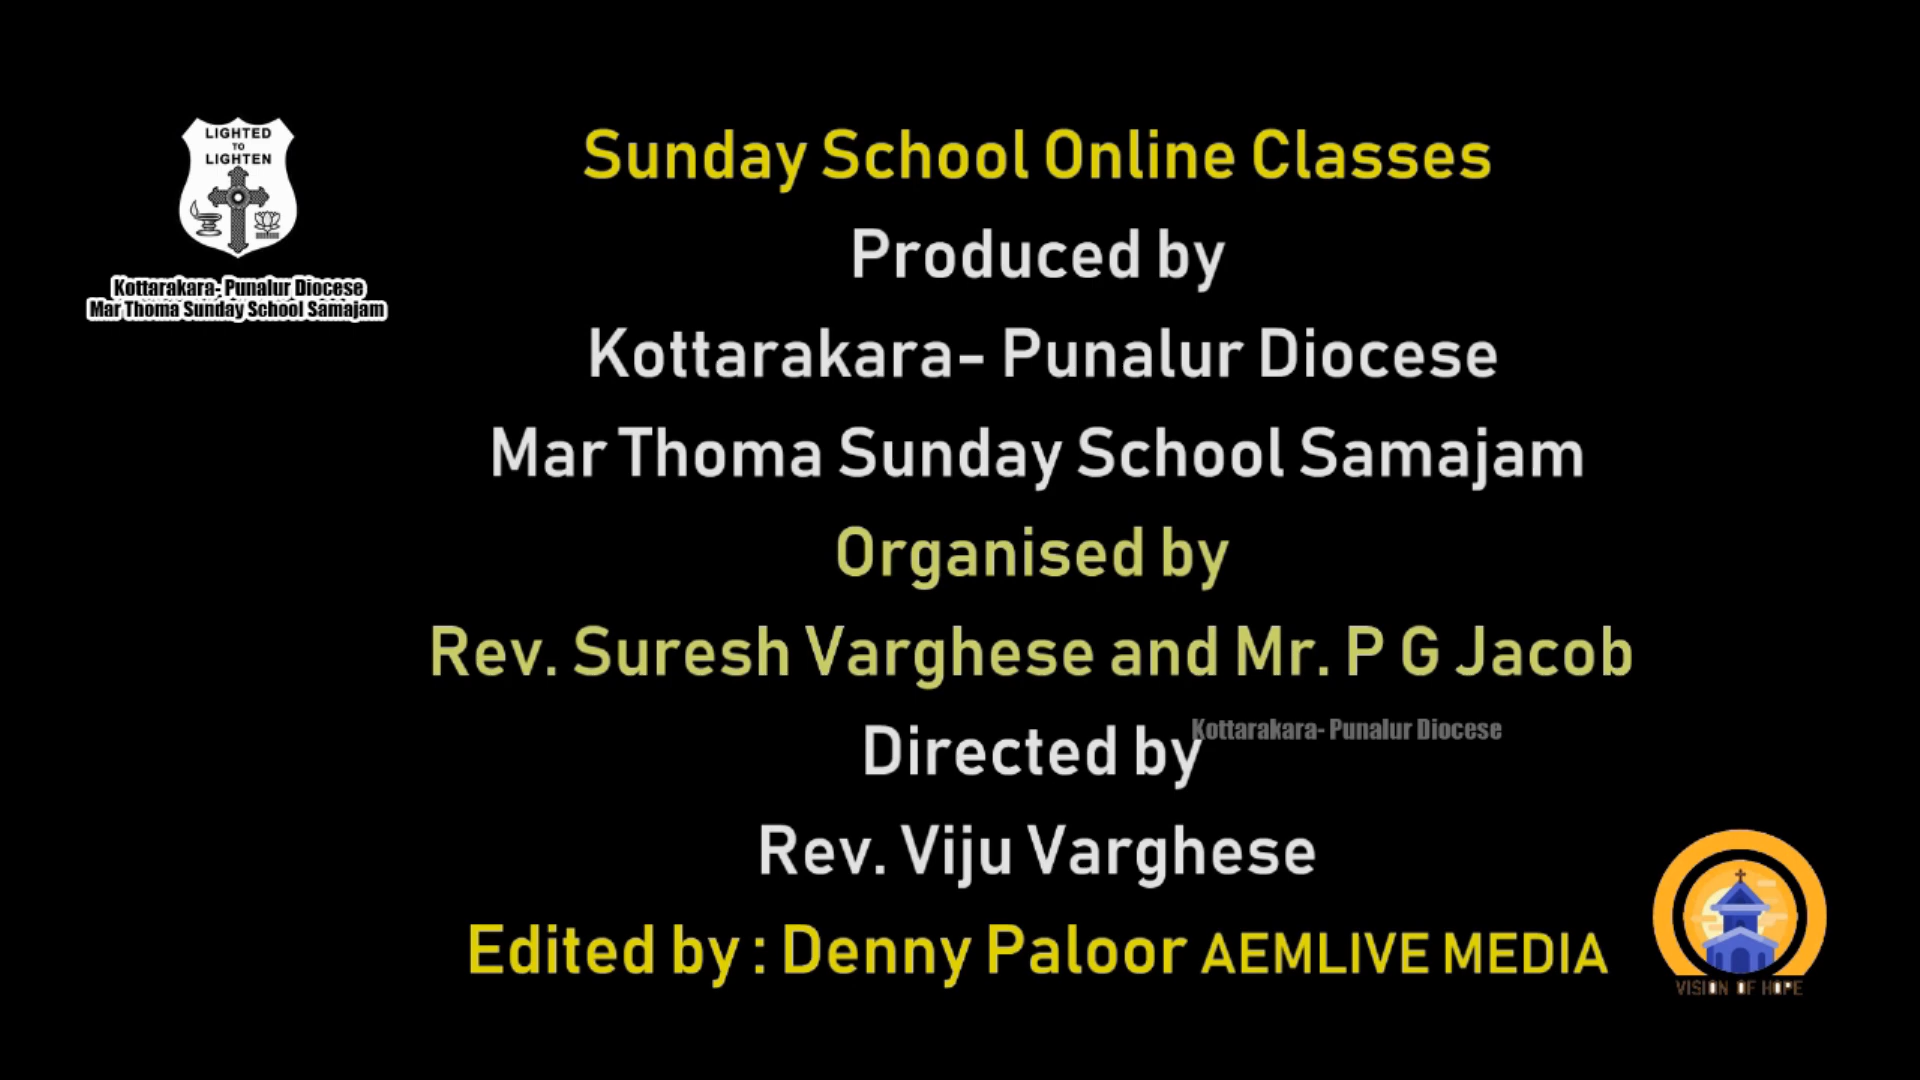 LIGHTED
TO
LIGHTEN
Kottarakara- Punalur Diocese
Mar Thoma Sunday School Samajam
Sunday School Online Classes
Produced by
Kottarakara- Punalur Diocese
Mar Thoma Sunday School Samajam
Organised by
Rev. Suresh Varghese and Mr. P G Jacob
Directed by
Kottarakara- Punalur Diocese
Rev. Viju Varghese
Edited by : Denny Paloor AEMLIVE MEDIA
VISION OF HOPE